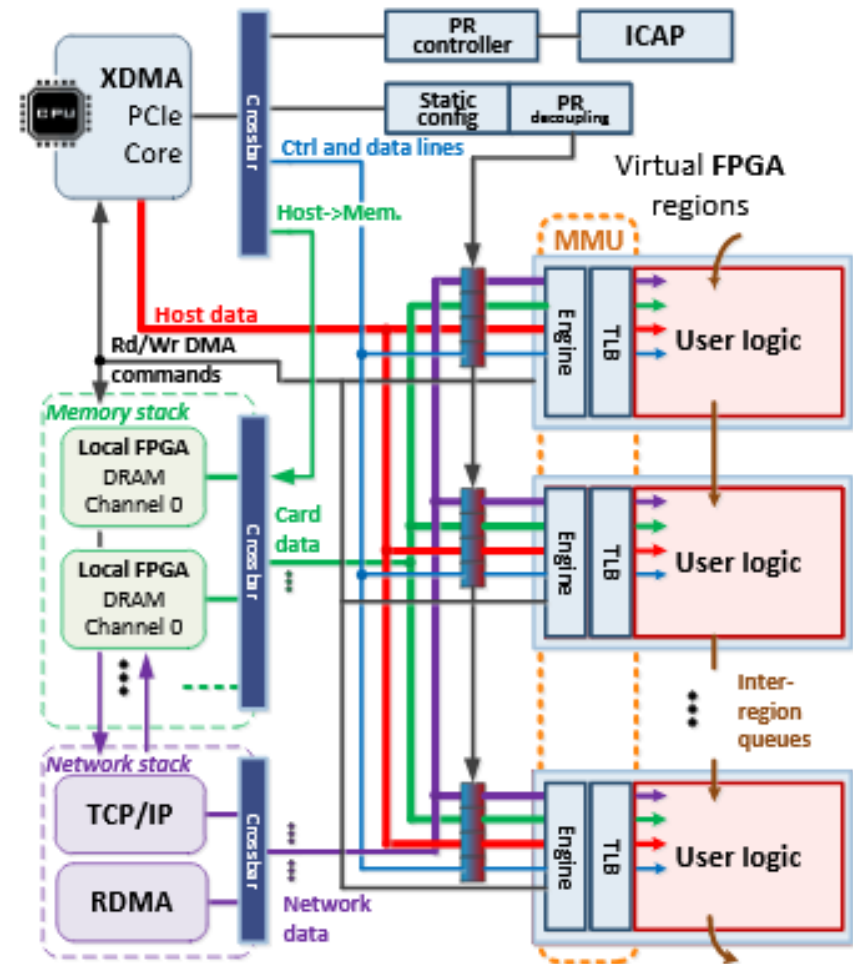 PR
controller
ICAP
XDMA
PCIe
Core
CPU
Crossbar
Static
config
PR
decoupling
Ctrl and data lines
Host->Mem.
Virtual FPGA
regions
MMU
Host data
Rd/Wr DMA
commands
Engine
TLB
User logic
Memory stack
Local FPGA
DRAM
Channel 0
Crossbar
Card
data
Local FPGA
DRAM
Channel 0
Engine
TLB
User logic
Inter-
region
queues
Network stack
TCP/IP
RDMA
Crossbar
Network
data
Engine
TLB
User logic